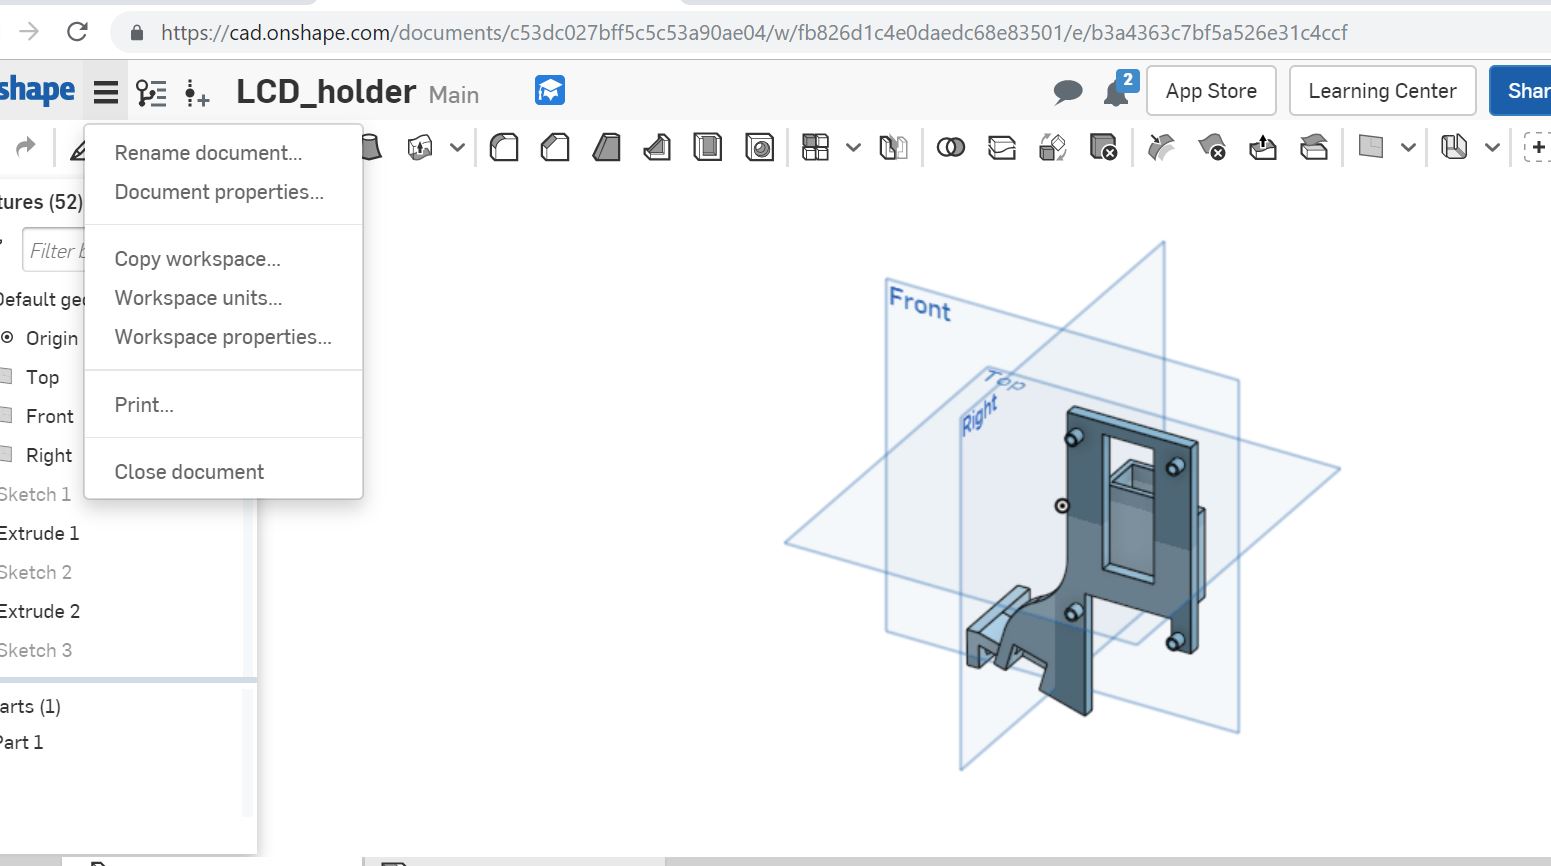 https://cad.onshape.com/documents/c53dc027bff5c5c53a90ae04/w/fb826d1c4e0daedc68e83501/e/b3a4363c7bf5a526e31c4ccf
shape LCD_holder Main 2 App Store Learning Center Shar
Rename document...
Document properties...
Copy workspace...
Workspace units...
Workspace properties...
Print...
Close document
tures (52)
Filter b
Default geo
Origin
Top
Front
Right
Sketch 1
Extrude 1
Sketch 2
Extrude 2
Sketch 3
arts (1)
Part 1
Front
Top
Right